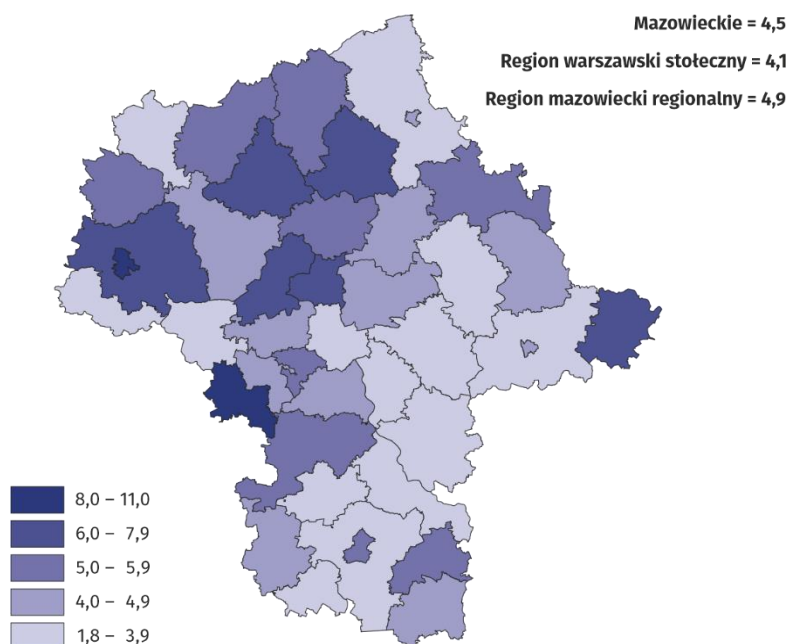 Mazowieckie = 4,5
Region warszawski stołeczny = 4,1
Region mazowiecki regionalny = 4,9
8,0 – 11,0
6,0 – 7,9
5,0 – 5,9
4,0 – 4,9
1,8 – 3,9